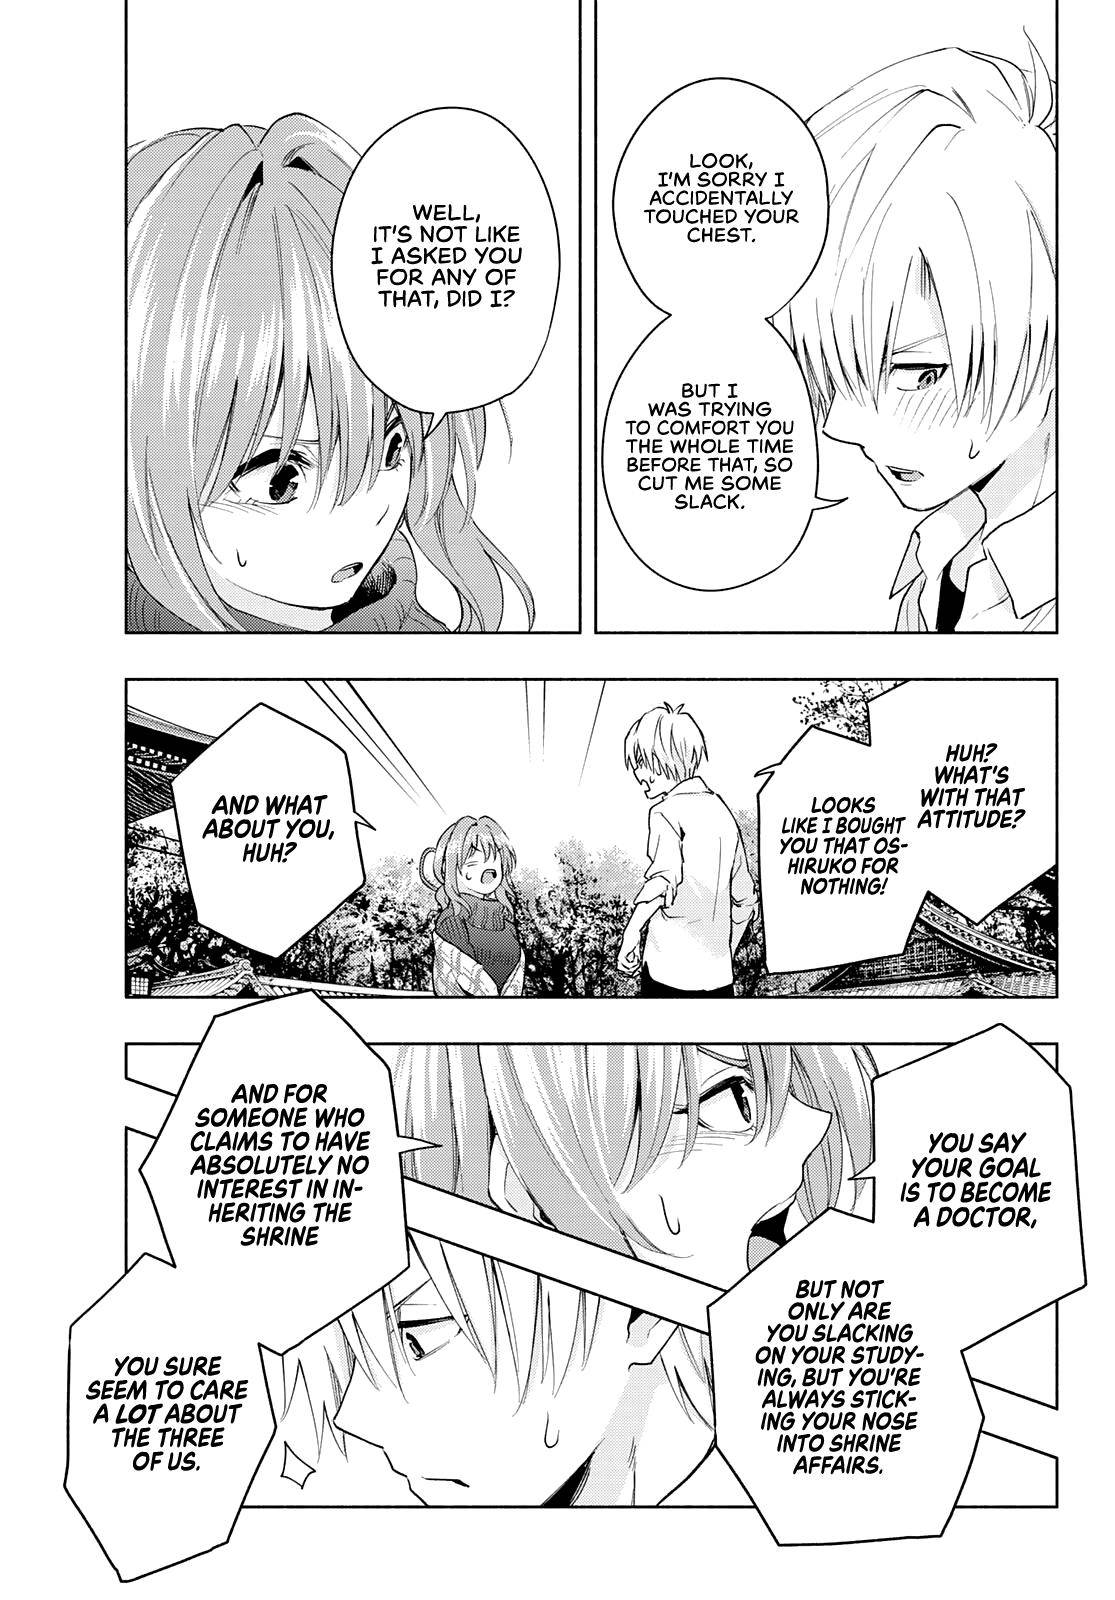 LOOK,
I'M SORRY I
ACCIDENTALLY
TOUCHED YOUR
CHEST.
BUT I
WAS TRYING
TO COMFORT YOU
THE WHOLE TIME
BEFORE THAT, SO
CUT ME SOME
SLACK.
WELL,
IT'S NOT LIKE
I ASKED YOU
FOR ANY OF
THAT, DID I?
HUH?
WHAT'S
WITH THAT
ATTITUDE?
LOOKS
LIKE I BOUGHT
YOU THAT OS-
HIRUKO FOR
NOTHING!
AND WHAT
ABOUT YOU,
HUH?
YOU SAY
YOUR GOAL
IS TO BECOME
A DOCTOR,
BUT NOT
ONLY ARE
YOU SLACKING
ON YOUR STUDY-
ING, BUT YOU'RE
ALWAYS STICK-
ING YOUR NOSE
INTO SHRINE
AFFAIRS.
AND FOR
SOMEONE WHO
CLAIMS TO HAVE
ABSOLUTELY NO
INTEREST IN IN-
HERITING THE
SHRINE
YOU SURE
SEEM TO CARE
A LOT ABOUT
THE THREE
OF US.